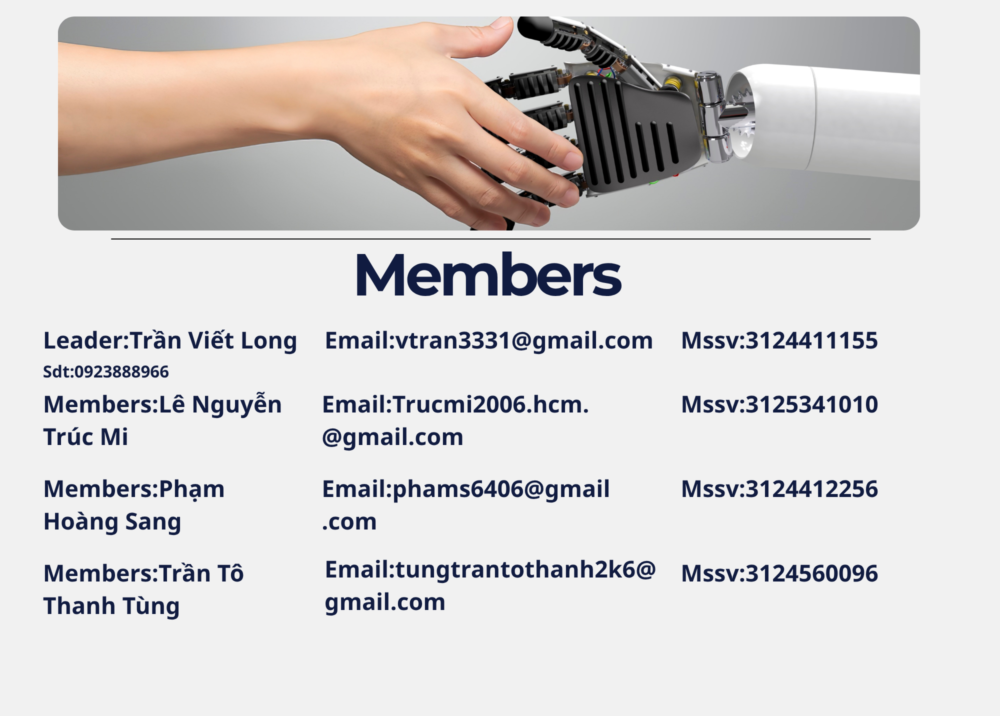 Members
Leader:Trần Viết Long
Email:vtran3331@gmail.com
Mssv:3124411155
Sdt:0923888966
Members:Lê Nguyễn
Trúc Mi
Email:Trucmi2006.hcm.
@gmail.com
Mssv:3125341010
Members:Phạm
Hoàng Sang
Email:phams6406@gmail
.com
Mssv:3124412256
Members:Trần Tô
Thanh Tùng
Email:tungtrantothanh2k6@
gmail.com
Mssv:3124560096